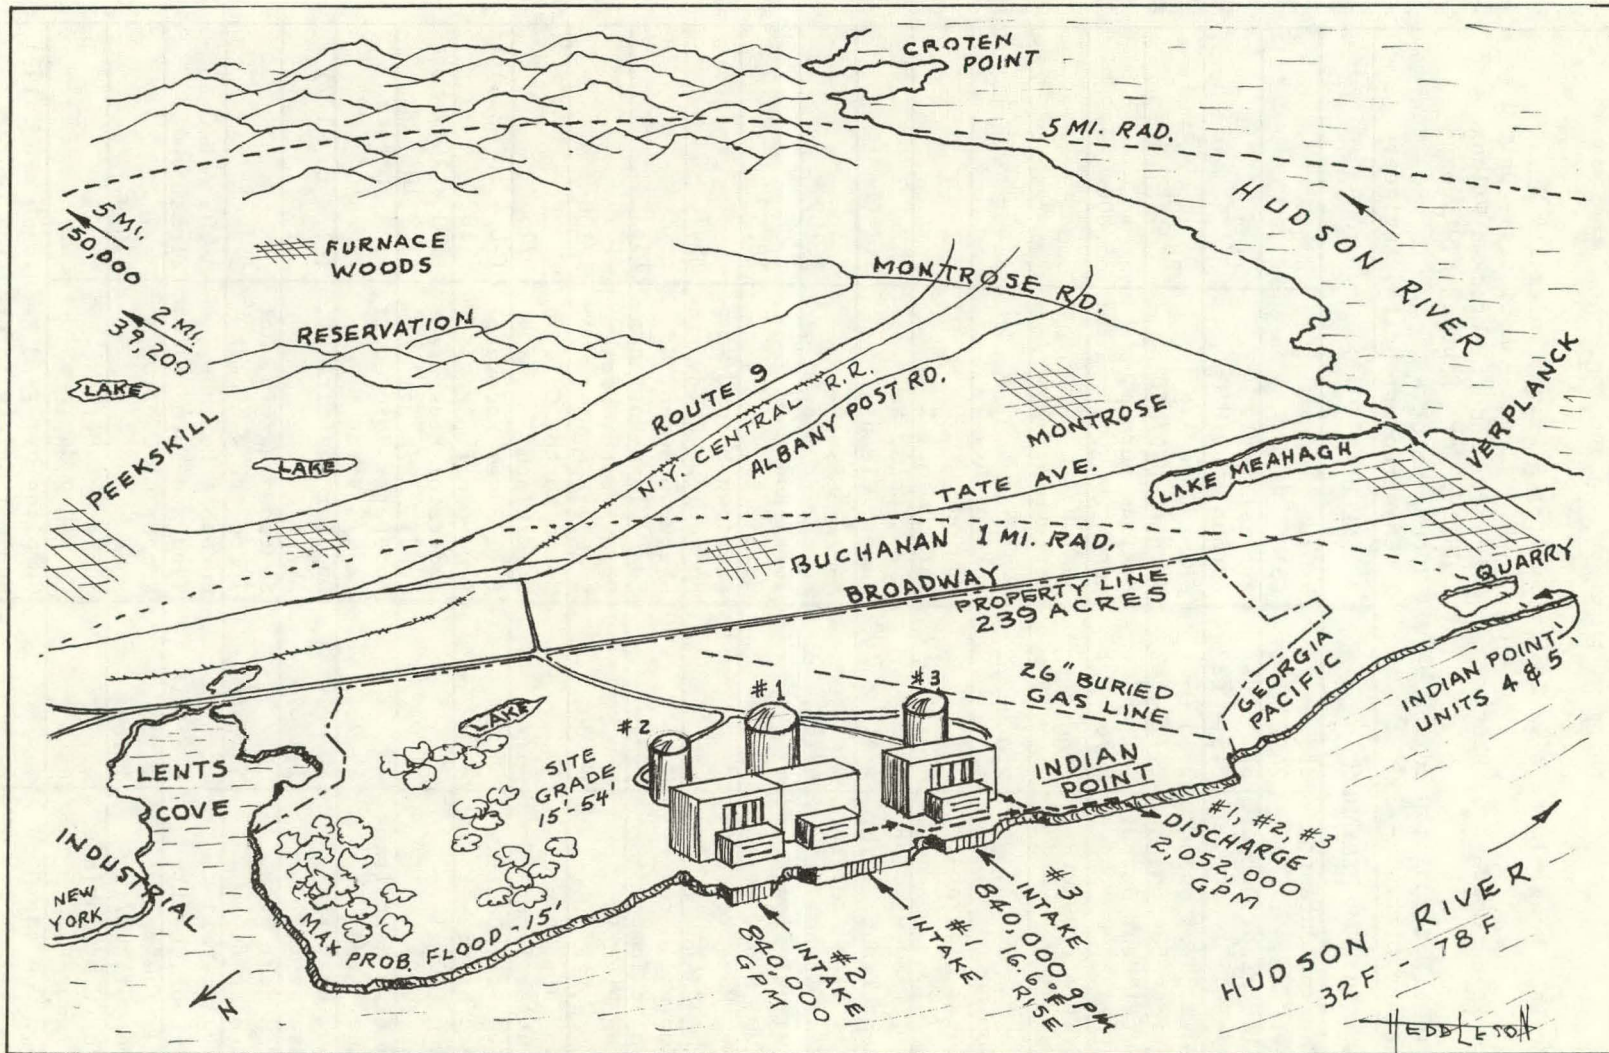 CROTEN
POINT
5 MI. RAD.
HUDSON RIVER
5 MI.
150,000
FURNACE
WOODS
MONTROSE RD.
2 MI.
39,200
RESERVATION
LAKE
ROUTE 9
N.Y. CENTRAL R.R.
ALBANY POST RD.
MONTROSE
VERPLANCK
PEEKSKILL
LAKE
TATE AVE.
LAKE MEAHAGH
BUCHANAN
1 MI. RAD.
BROADWAY
PROPERTY LINE
239 ACRES
QUARRY
GEORGIA
PACIFIC
INDIAN POINT
UNITS 4 & 5
26" BURIED
GAS LINE
#1
#3
#2
LAKE
LENTS
COVE
SITE
GRADE
15'-54'
INDIAN
POINT
#1, #2, #3
DISCHARGE
2,052,000
GPM
INDUSTRIAL
NEW
YORK
MAX PROB. FLOOD - 15'
#2
INTAKE
840,000
GPM
#1
INTAKE
#3
INTAKE
840,000 gPM
16.6°F
RISE
HUDSON RIVER
32F - 78F
N
HEDDLESON